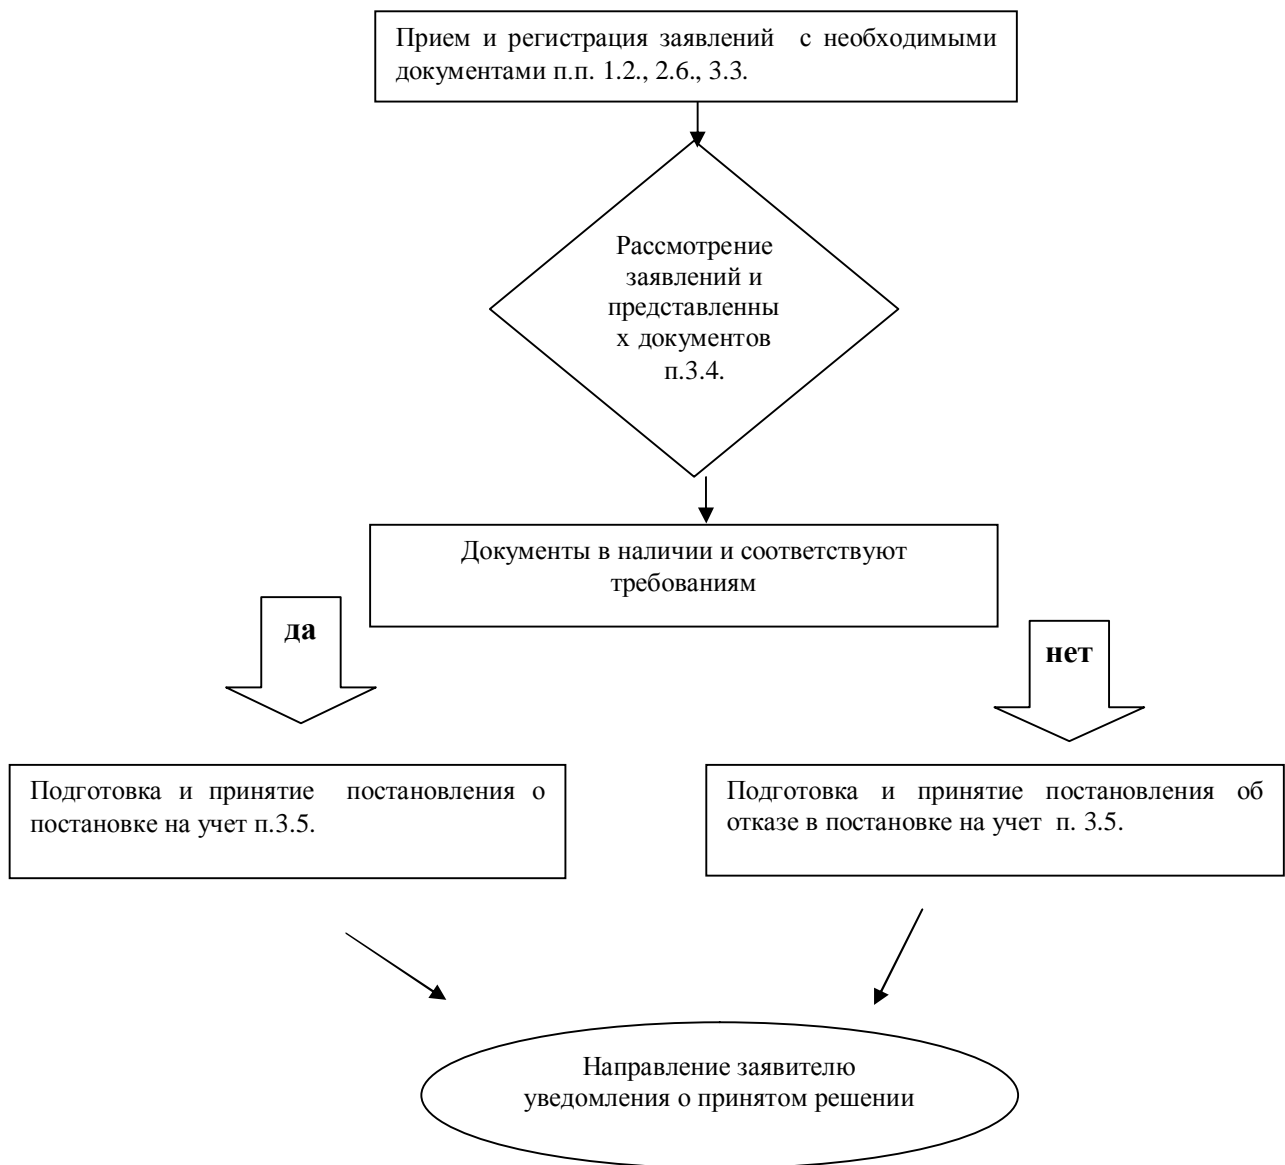 Прием и регистрация заявлений с необходимыми
документами п.п. 1.2., 2.6., 3.3.
Рассмотрение
заявлений и
представленны
х документов
п.3.4.
Документы в наличии и соответствуют
требованиям
да
нет
Подготовка и принятие постановления о
постановке на учет п.3.5.
Подготовка и принятие постановления об
отказе в постановке на учет п. 3.5.
Направление заявителю
уведомления о принятом решении